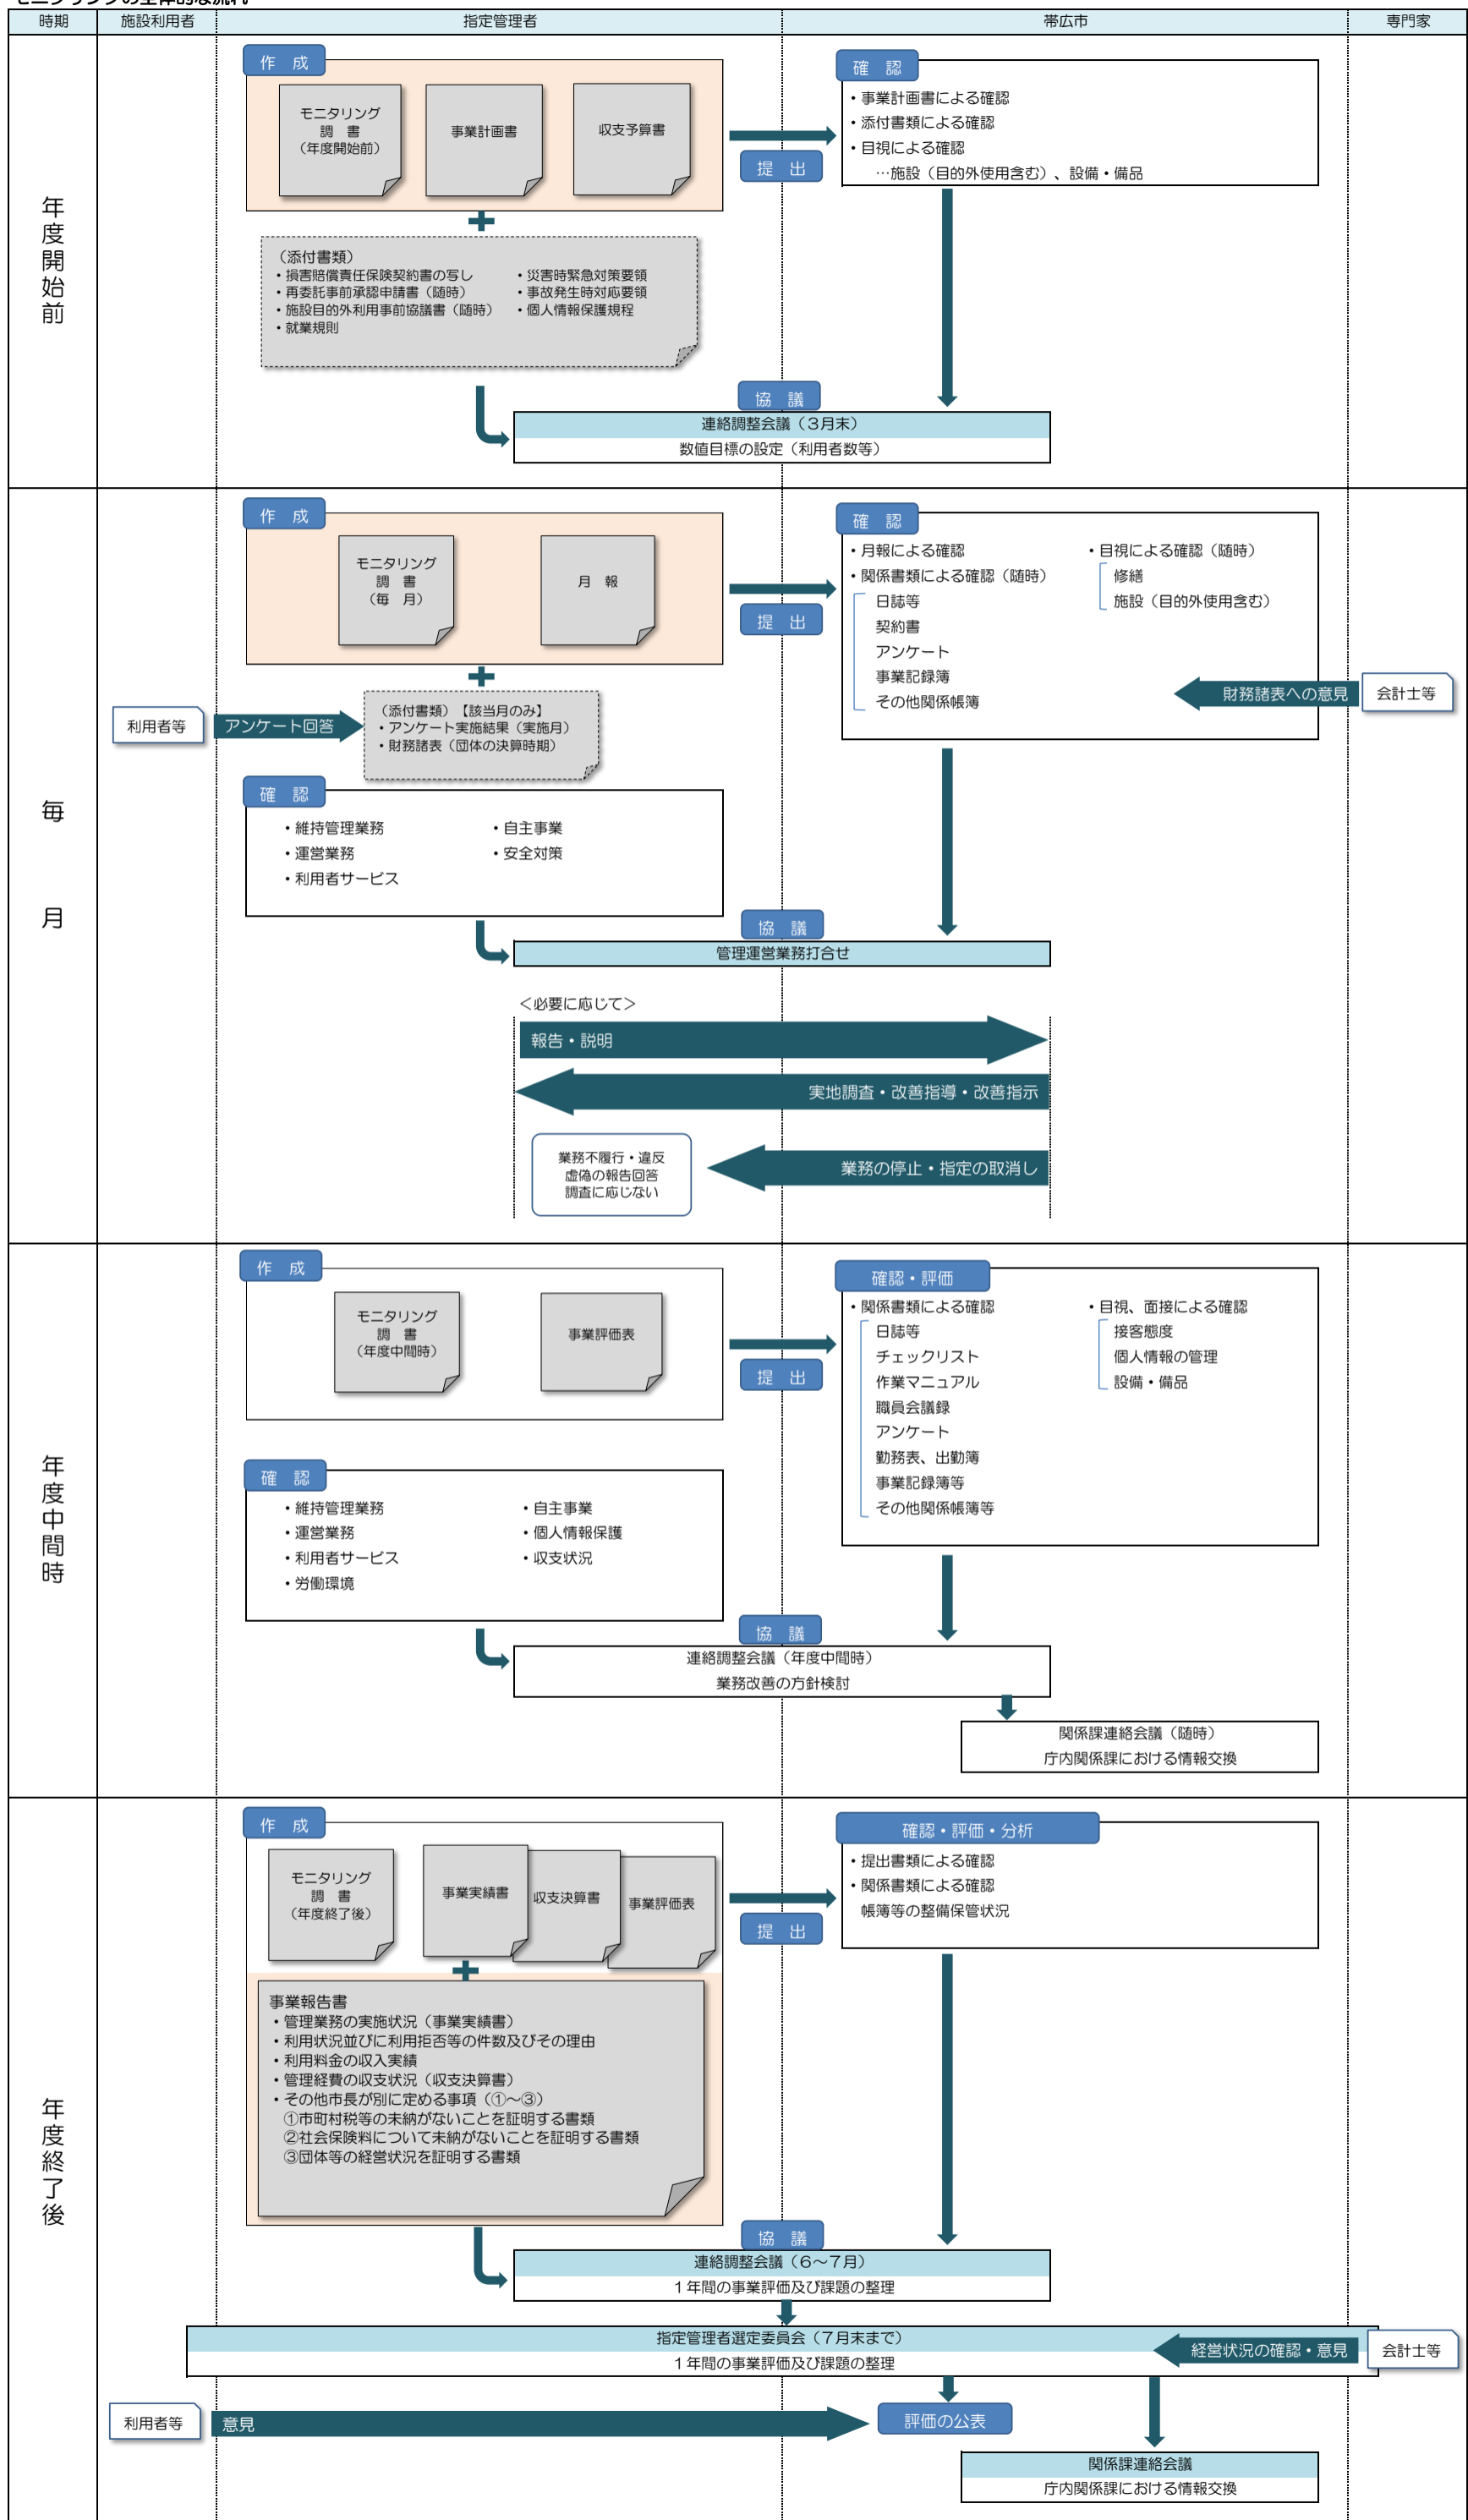 モニタリングの全体的な流れ
時期
施設利用者
指定管理者
帯広市
専門家
年度開始前
作 成
モニタリング
調 書
（年度開始前）
事業計画書
収支予算書
提 出
確 認
・事業計画書による確認
・添付書類による確認
・目視による確認
…施設（目的外使用含む）、設備・備品
（添付書類）
・損害賠償責任保険契約書の写し
・再委託事前承認申請書（随時）
・施設目的外利用事前協議書（随時）
・就業規則
・災害時緊急対策要領
・事故発生時対応要領
・個人情報保護規程
協 議
連絡調整会議（３月末）
数値目標の設定（利用者数等）
毎 月
作 成
モニタリング
調 書
（毎 月）
月 報
提 出
確 認
・月報による確認
・関係書類による確認（随時）
日誌等
契約書
アンケート
事業記録簿
その他関係帳簿
・目視による確認（随時）
修繕
施設（目的外使用含む）
財務諸表への意見
会計士等
利用者等
アンケート回答
（添付書類）【該当月のみ】
・アンケート実施結果（実施月）
・財務諸表（団体の決算時期）
確 認
・維持管理業務
・運営業務
・利用者サービス
・自主事業
・安全対策
協 議
管理運営業務打合せ
＜必要に応じて＞
報告・説明
実地調査・改善指導・改善指示
業務不履行・違反
虚偽の報告回答
調査に応じない
業務の停止・指定の取消し
年度中間時
作 成
モニタリング
調 書
（年度中間時）
事業評価表
提 出
確認・評価
・関係書類による確認
日誌等
チェックリスト
作業マニュアル
職員会議録
アンケート
勤務表、出勤簿
事業記録簿等
その他関係帳簿等
・目視、面接による確認
接客態度
個人情報の管理
設備・備品
確 認
・維持管理業務
・運営業務
・利用者サービス
・労働環境
・自主事業
・個人情報保護
・収支状況
協 議
連絡調整会議（年度中間時）
業務改善の方針検討
関係課連絡会議（随時）
庁内関係課における情報交換
年度終了後
作 成
モニタリング
調 書
（年度終了後）
事業実績書
収支決算書
事業評価表
提 出
確認・評価・分析
・提出書類による確認
・関係書類による確認
帳簿等の整備保管状況
事業報告書
・管理業務の実施状況（事業実績書）
・利用状況並びに利用拒否等の件数及びその理由
・利用料金の収入実績
・管理経費の収支状況（収支決算書）
・その他市長が別に定める事項（①～③）
①市町村税等の未納がないことを証明する書類
②社会保険料について未納がないことを証明する書類
③団体等の経営状況を証明する書類
協 議
連絡調整会議（６～７月）
１年間の事業評価及び課題の整理
指定管理者選定委員会（７月末まで）
１年間の事業評価及び課題の整理
経営状況の確認・意見
会計士等
利用者等
意見
評価の公表
関係課連絡会議
庁内関係課における情報交換